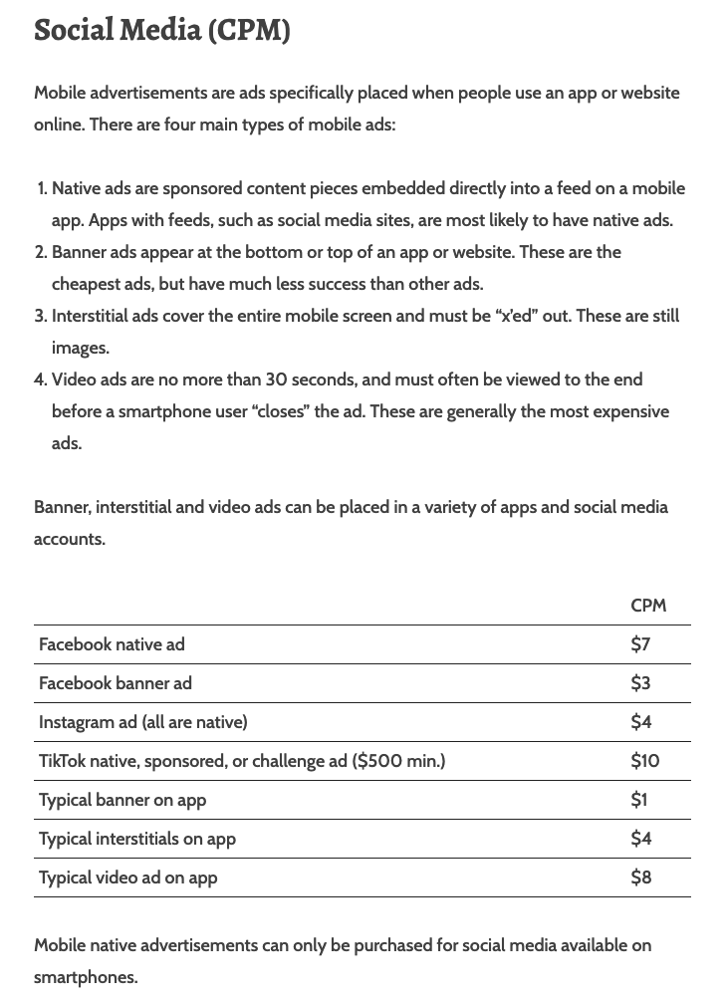 Social Media (CPM)
Mobile advertisements are ads specifically placed when people use an app or website
online. There are four main types of mobile ads:
1. Native ads are sponsored content pieces embedded directly into a feed on a mobile
app. Apps with feeds, such as social media sites, are most likely to have native ads.
2. Banner ads appear at the bottom or top of an app or website. These are the
cheapest ads, but have much less success than other ads.
3. Interstitial ads cover the entire mobile screen and must be “x’ed” out. These are still
images.
4. Video ads are no more than 30 seconds, and must often be viewed to the end
before a smartphone user “closes” the ad. These are generally the most expensive
ads.
Banner, interstitial and video ads can be placed in a variety of apps and social media
accounts.
CPM
Facebook native ad $7
Facebook banner ad $3
Instagram ad (all are native) $4
TikTok native, sponsored, or challenge ad ($500 min.) $10
Typical banner on app $1
Typical interstitials on app $4
Typical video ad on app $8
Mobile native advertisements can only be purchased for social media available on
smartphones.